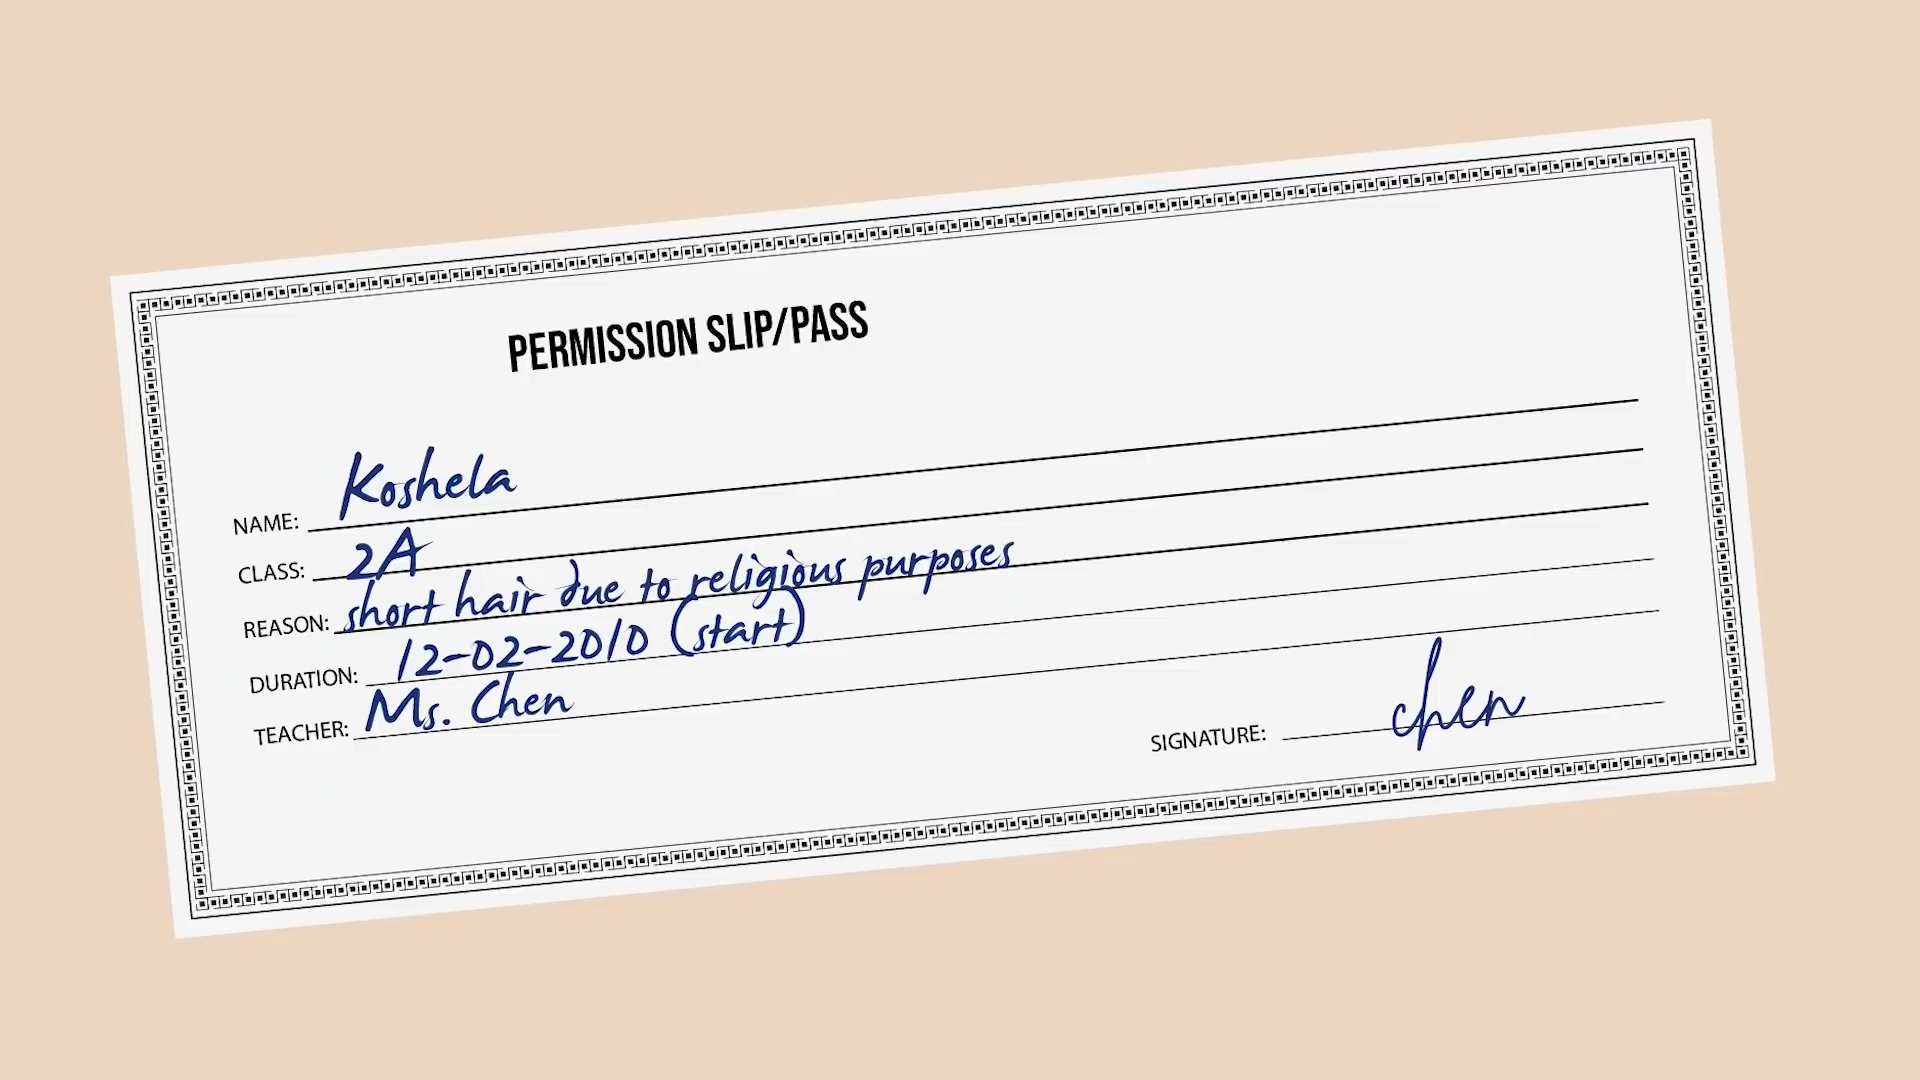 PERMISSION SLIP/PASS
NAME: Koshela
CLASS: 2A
REASON: short hair due to religious purposes
DURATION: 12-02-2010 (start)
TEACHER: Ms. Chen
SIGNATURE: chen